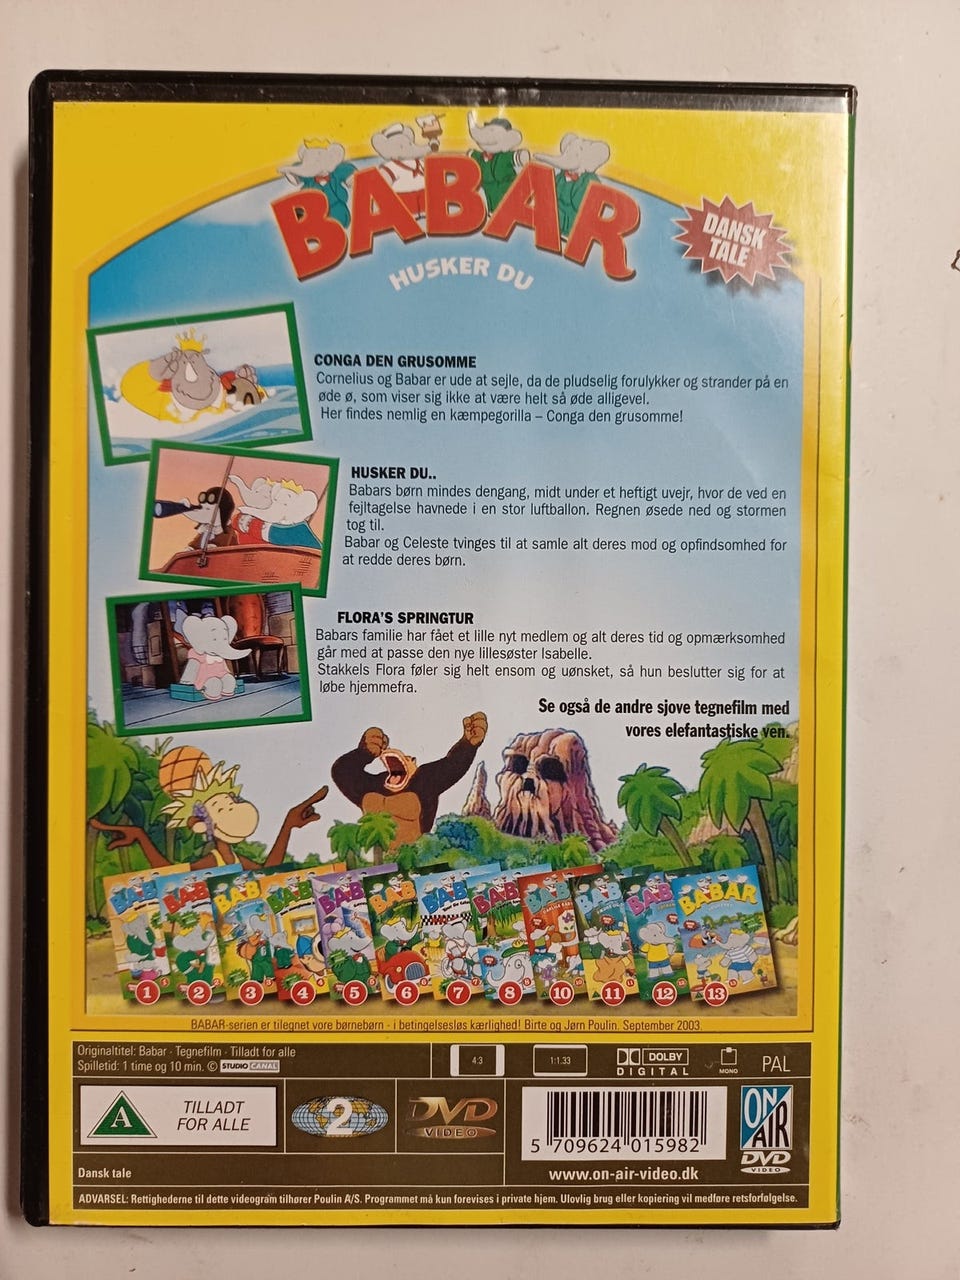 BABAR
HUSKER DU
DANSK
TALE
CONGA DEN GRUSOMME
Cornelius og Babar er ude at sejle, da de pludselig forulykker og strander på en
øde ø, som viser sig ikke at være helt så øde alligevel.
Her findes nemlig en kæmpegorilla – Conga den grusomme!
HUSKER DU..
Babars børn mindes dengang, midt under et heftigt uvejr, hvor de ved en
fejltagelse havnede i en stor luftballon. Regnen øsede ned og stormen
tog til.
Babar og Celeste tvinges til at samle alt deres mod og opfindsomhed for
at redde deres børn.
FLORA'S SPRINGTUR
Babars familie har fået et lille nyt medlem og alt deres tid og opmærksomhed
går med at passe den nye lillesøster Isabelle.
Stakkels Flora føler sig helt ensom og uønsket, så hun beslutter sig for at
løbe hjemmefra.
Se også de andre sjove tegnefilm med
vores elefantastiske ven.
BABAR
1 2 3 4 5 6 7 8 10 11 12 13
BABAR-serien er tilegnet vore børnebørn - i betingelsesløs kærlighed! Birte og Jørn Poulin. September 2003.
Originaltitel: Babar · Tegnefilm · Tilladt for alle
Spilletid: 1 time og 10 min. © STUDIO CANAL
4:3
1:1.33
DOLBY
DIGITAL
MONO
PAL
A
TILLADT
FOR ALLE
2
DVD
VIDEO
5 709624 015982
ON
AIR
DVD
VIDEO
www.on-air-video.dk
Dansk tale
ADVARSEL: Rettighederne til dette videogram tilhører Poulin A/S. Programmet må kun forevises i private hjem. Ulovlig brug eller kopiering vil medføre retsforfølgelse.